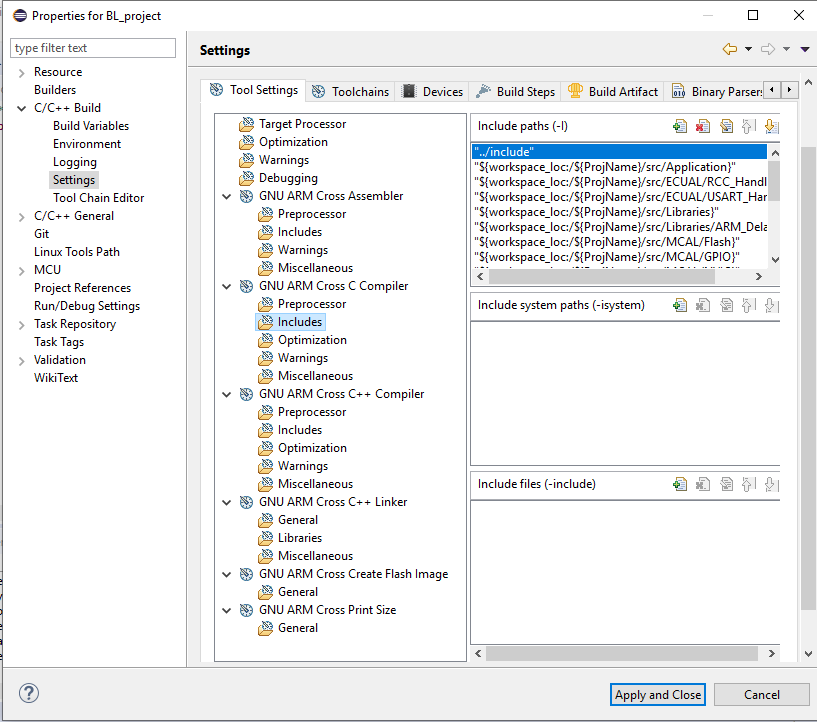 Properties for BL_project
type filter text
Resource
Builders
C/C++ Build
Build Variables
Environment
Logging
Settings
Tool Chain Editor
C/C++ General
Git
Linux Tools Path
MCU
Project References
Run/Debug Settings
Task Repository
Task Tags
Validation
WikiText
Settings
Tool Settings
Toolchains
Devices
Build Steps
Build Artifact
Binary Parsers
Target Processor
Optimization
Warnings
Debugging
GNU ARM Cross Assembler
Preprocessor
Includes
Warnings
Miscellaneous
GNU ARM Cross C Compiler
Preprocessor
Includes
Optimization
Warnings
Miscellaneous
GNU ARM Cross C++ Compiler
Preprocessor
Includes
Optimization
Warnings
Miscellaneous
GNU ARM Cross C++ Linker
General
Libraries
Miscellaneous
GNU ARM Cross Create Flash Image
General
GNU ARM Cross Print Size
General
Include paths (-I)
"../include"
"${workspace_loc:/${ProjName}/src/Application}"
"${workspace_loc:/${ProjName}/src/ECUAL/RCC_Handl
"${workspace_loc:/${ProjName}/src/ECUAL/USART_Har
"${workspace_loc:/${ProjName}/src/Libraries}"
"${workspace_loc:/${ProjName}/src/Libraries/ARM_Dela
"${workspace_loc:/${ProjName}/src/MCAL/Flash}"
"${workspace_loc:/${ProjName}/src/MCAL/GPIO}"
Include system paths (-isystem)
Include files (-include)
Apply and Close
Cancel